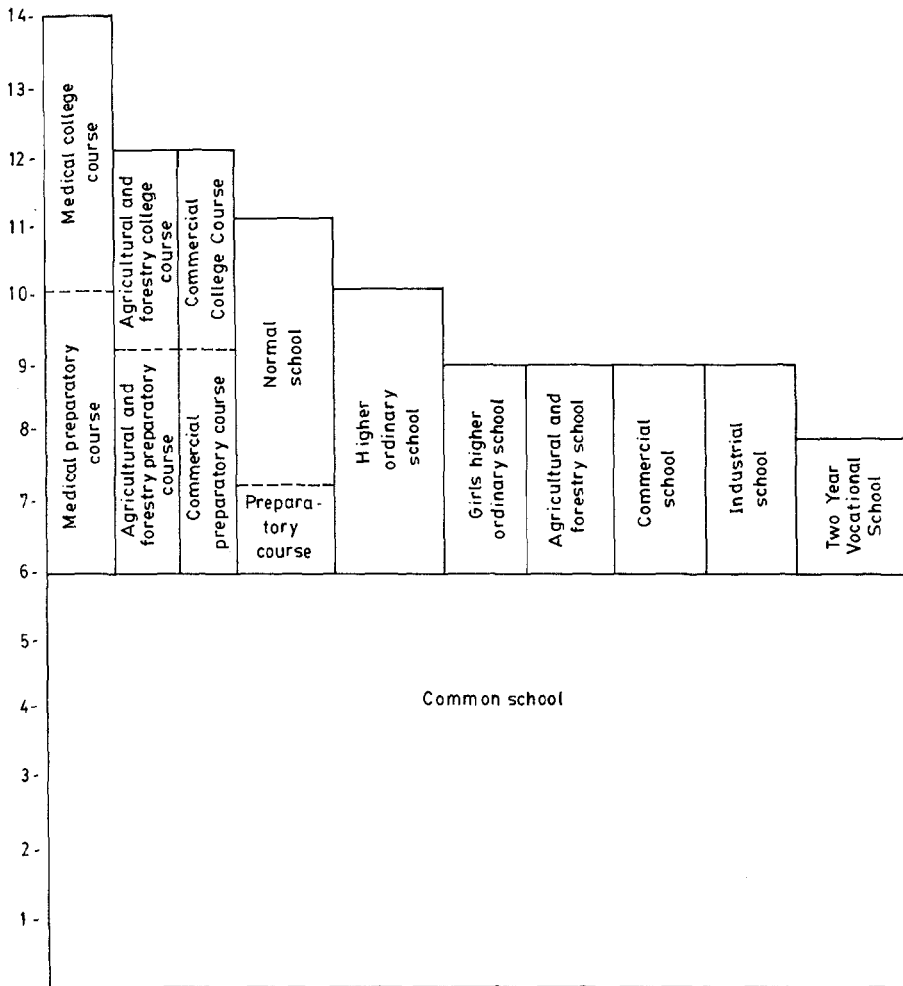 14-
13-
12-
11-
10-
9-
8-
7-
6-
5-
4-
3-
2-
1-
Medical college
course
Medical preparatory
course
Agricultural and
forestry college
course
Agricultural and
forestry preparatory
course
Commercial
College Course
Commercial
preparatory course
Normal
school
Prepara-
tory
course
Higher
ordinary
school
Girls higher
ordinary school
Agricultural and
forestry school
Commercial
school
Industrial
school
Two Year
Vocational
School
Common school